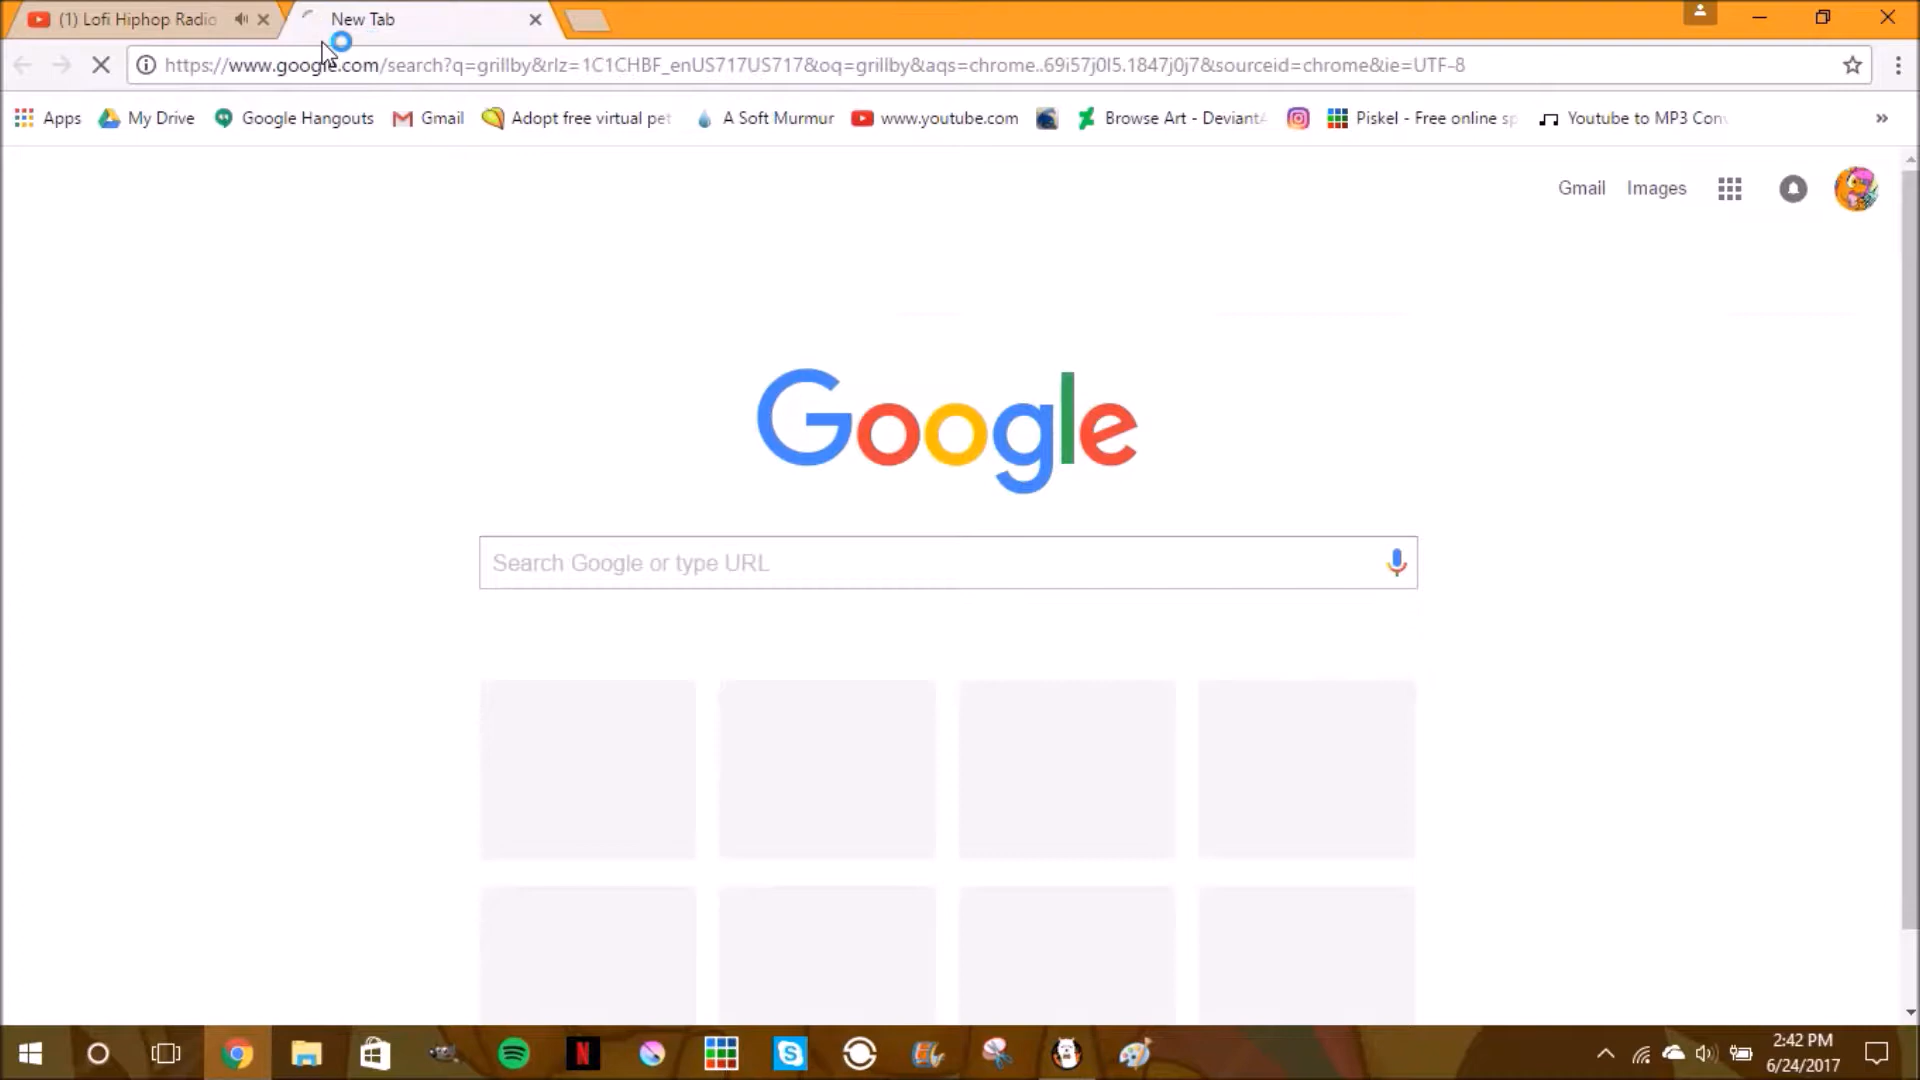 (1) Lofi Hiphop Radio
New Tab
https://www.google.com/search?q=grillby&rlz=1C1CHBF_enUS717US717&oq=grillby&aqs=chrome..69i57j0l5.1847j0j7&sourceid=chrome&ie=UTF-8
Apps My Drive Google Hangouts Gmail Adopt free virtual pet A Soft Murmur www.youtube.com Browse Art - Deviant Piskel - Free online sp Youtube to MP3 Con »
Gmail Images
Google
Search Google or type URL
2:42 PM
6/24/2017